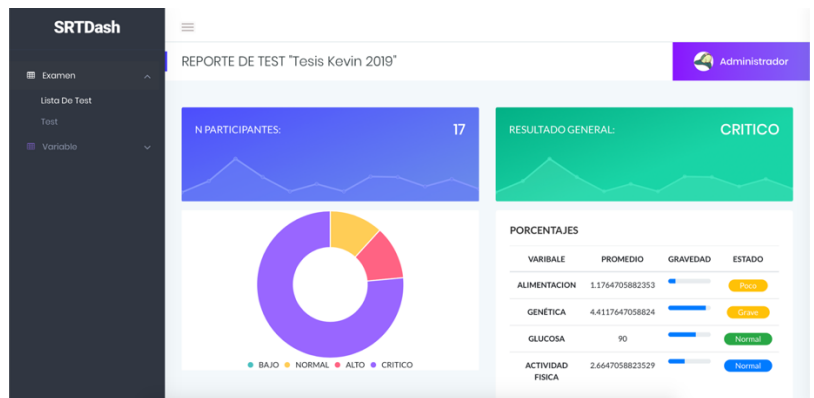 SRTDash
REPORTE DE TEST "Tesis Kevin 2019"
Administrador
Examen
Lista De Test
Test
Variable
N PARTICIPANTES:
17
RESULTADO GENERAL:
CRITICO
BAJO NORMAL ALTO CRITICO
PORCENTAJES
VARIBALE PROMEDIO GRAVEDAD ESTADO
ALIMENTACION 1.1764705882353 Poco
GENÉTICA 4.4117647058824 Grave
GLUCOSA 90 Normal
ACTIVIDAD 2.6647058823529 Normal
FISICA